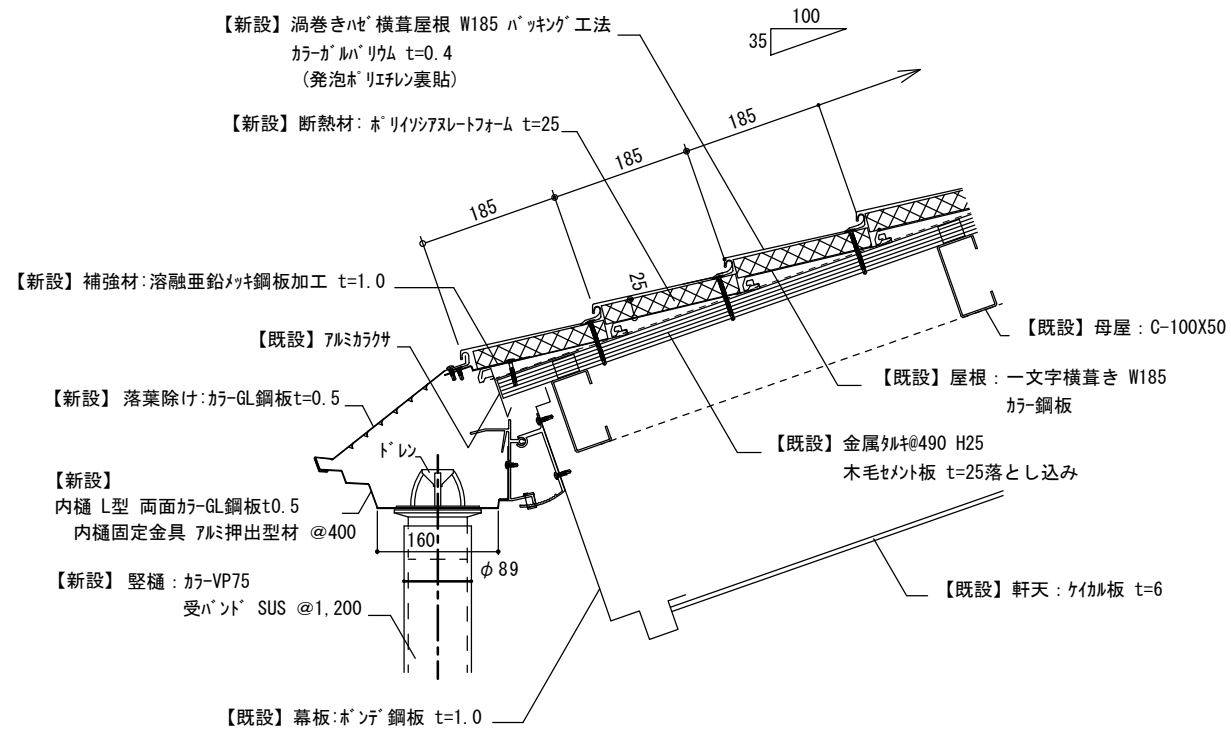 【新設】渦巻きﾊｾﾞ横葺屋根 W185 ﾊﾞｯｷﾝｸﾞ工法
ｶﾗｰｶﾞﾙﾊﾞﾘｳﾑ t=0.4
(発泡ﾎﾟﾘｴﾁﾚﾝ裏貼)
100
35
【新設】断熱材：ﾎﾟﾘｲｿｼｱﾇﾚｰﾄﾌｫｰﾑ t=25
185
185
185
25
【新設】補強材：溶融亜鉛ﾒｯｷ鋼板加工 t=1.0
【既設】ｱﾙﾐｶﾗｸｻ
【新設】落葉除け：ｶﾗｰGL鋼板t=0.5
【既設】母屋：C-100X50
【既設】屋根：一文字横葺き W185
ｶﾗｰ鋼板
【既設】金属ﾀﾙｷ@490 H25
木毛ｾﾒﾝﾄ板 t=25落とし込み
ﾄﾞﾚﾝ
【新設】
内樋 L型 両面ｶﾗｰGL鋼板t0.5
内樋固定金具 ｱﾙﾐ押出型材 @400
160
φ89
【新設】竪樋：ｶﾗｰVP75
受ﾊﾞﾝﾄﾞ SUS @1,200
【既設】軒天：ｹｲｶﾙ板 t=6
【既設】幕板：ﾎﾞﾝﾃﾞ鋼板 t=1.0